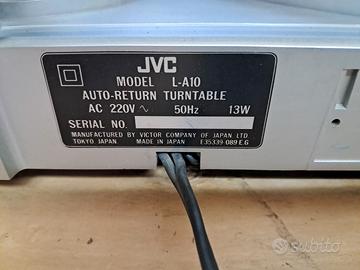 JVC
MODEL L-A10
AUTO-RETURN TURNTABLE
AC 220V ~ 50Hz 13W
SERIAL NO.
MANUFACTURED BY VICTOR COMPANY OF JAPAN LTD
TOKYO JAPAN MADE IN JAPAN E35339-089 E.G
subito